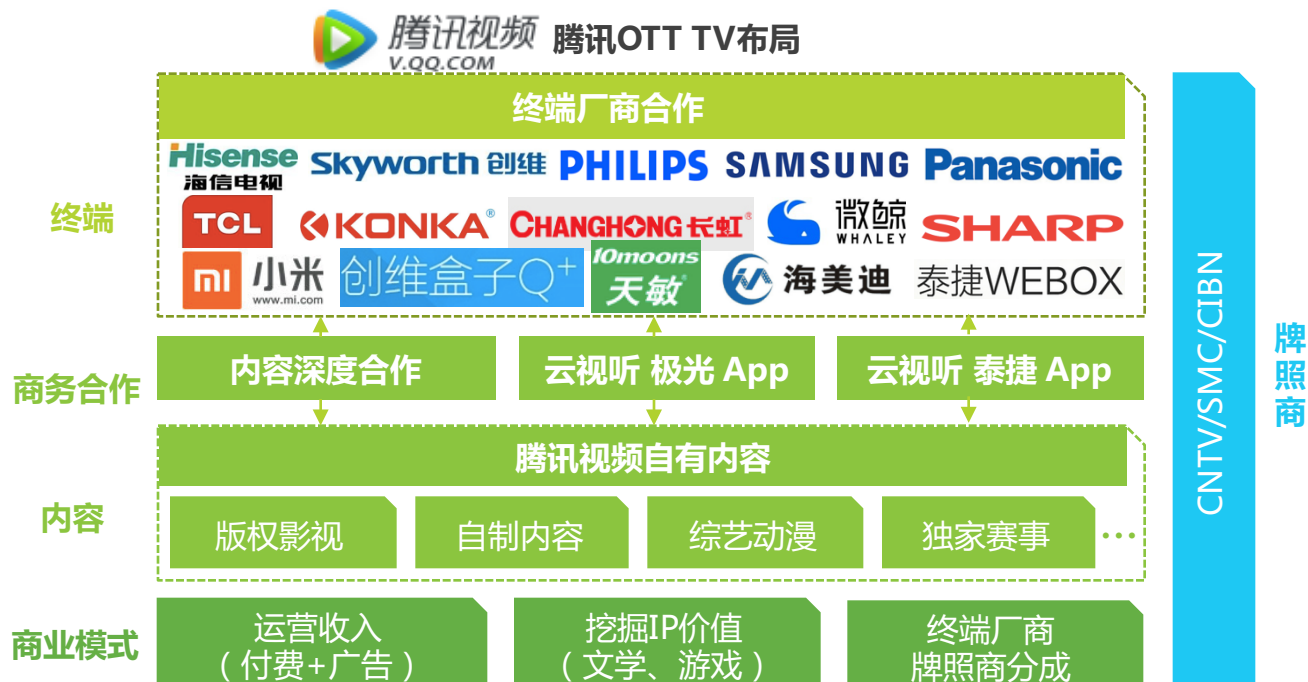 腾讯视频
V.QQ.COM
腾讯OTT TV布局
终端厂商合作
终端
Hisense
海信电视
Skyworth 创维
PHILIPS
SAMSUNG
Panasonic
TCL
KONKA®
CHANGHONG 长虹®
微鲸
WHALEY
SHARP
mi
小米
www.mi.com
创维盒子Q+
10moons
天敏®
海美迪
泰捷WEBOX
商务合作
内容深度合作
云视听 极光 App
云视听 泰捷 App
内容
腾讯视频自有内容
版权影视
自制内容
综艺动漫
独家赛事
...
商业模式
运营收入
（付费+广告）
挖掘IP价值
（文学、游戏）
终端厂商
牌照商分成
CNTV/SMC/CIBN
牌照商